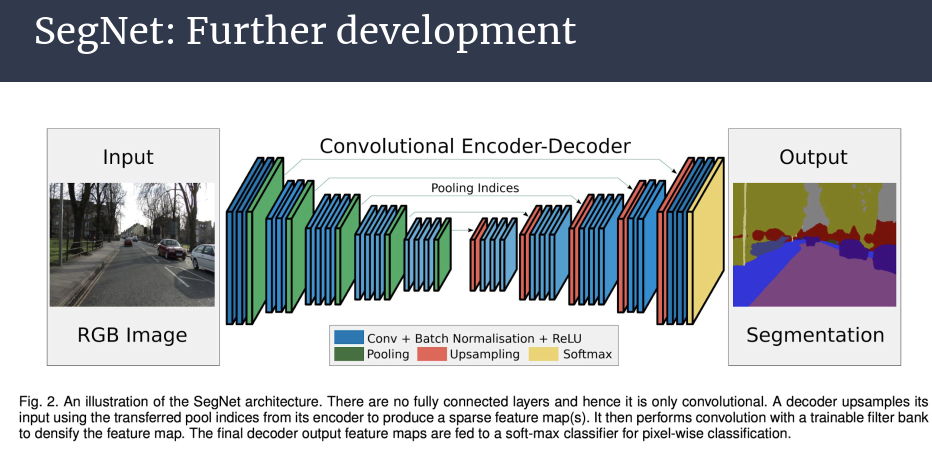 SegNet: Further development
Input
RGB Image
Convolutional Encoder-Decoder
Pooling Indices
Conv + Batch Normalisation + ReLU
Pooling Upsampling Softmax
Output
Segmentation
Fig. 2. An illustration of the SegNet architecture. There are no fully connected layers and hence it is only convolutional. A decoder upsamples its
input using the transferred pool indices from its encoder to produce a sparse feature map(s). It then performs convolution with a trainable filter bank
to densify the feature map. The final decoder output feature maps are fed to a soft-max classifier for pixel-wise classification.